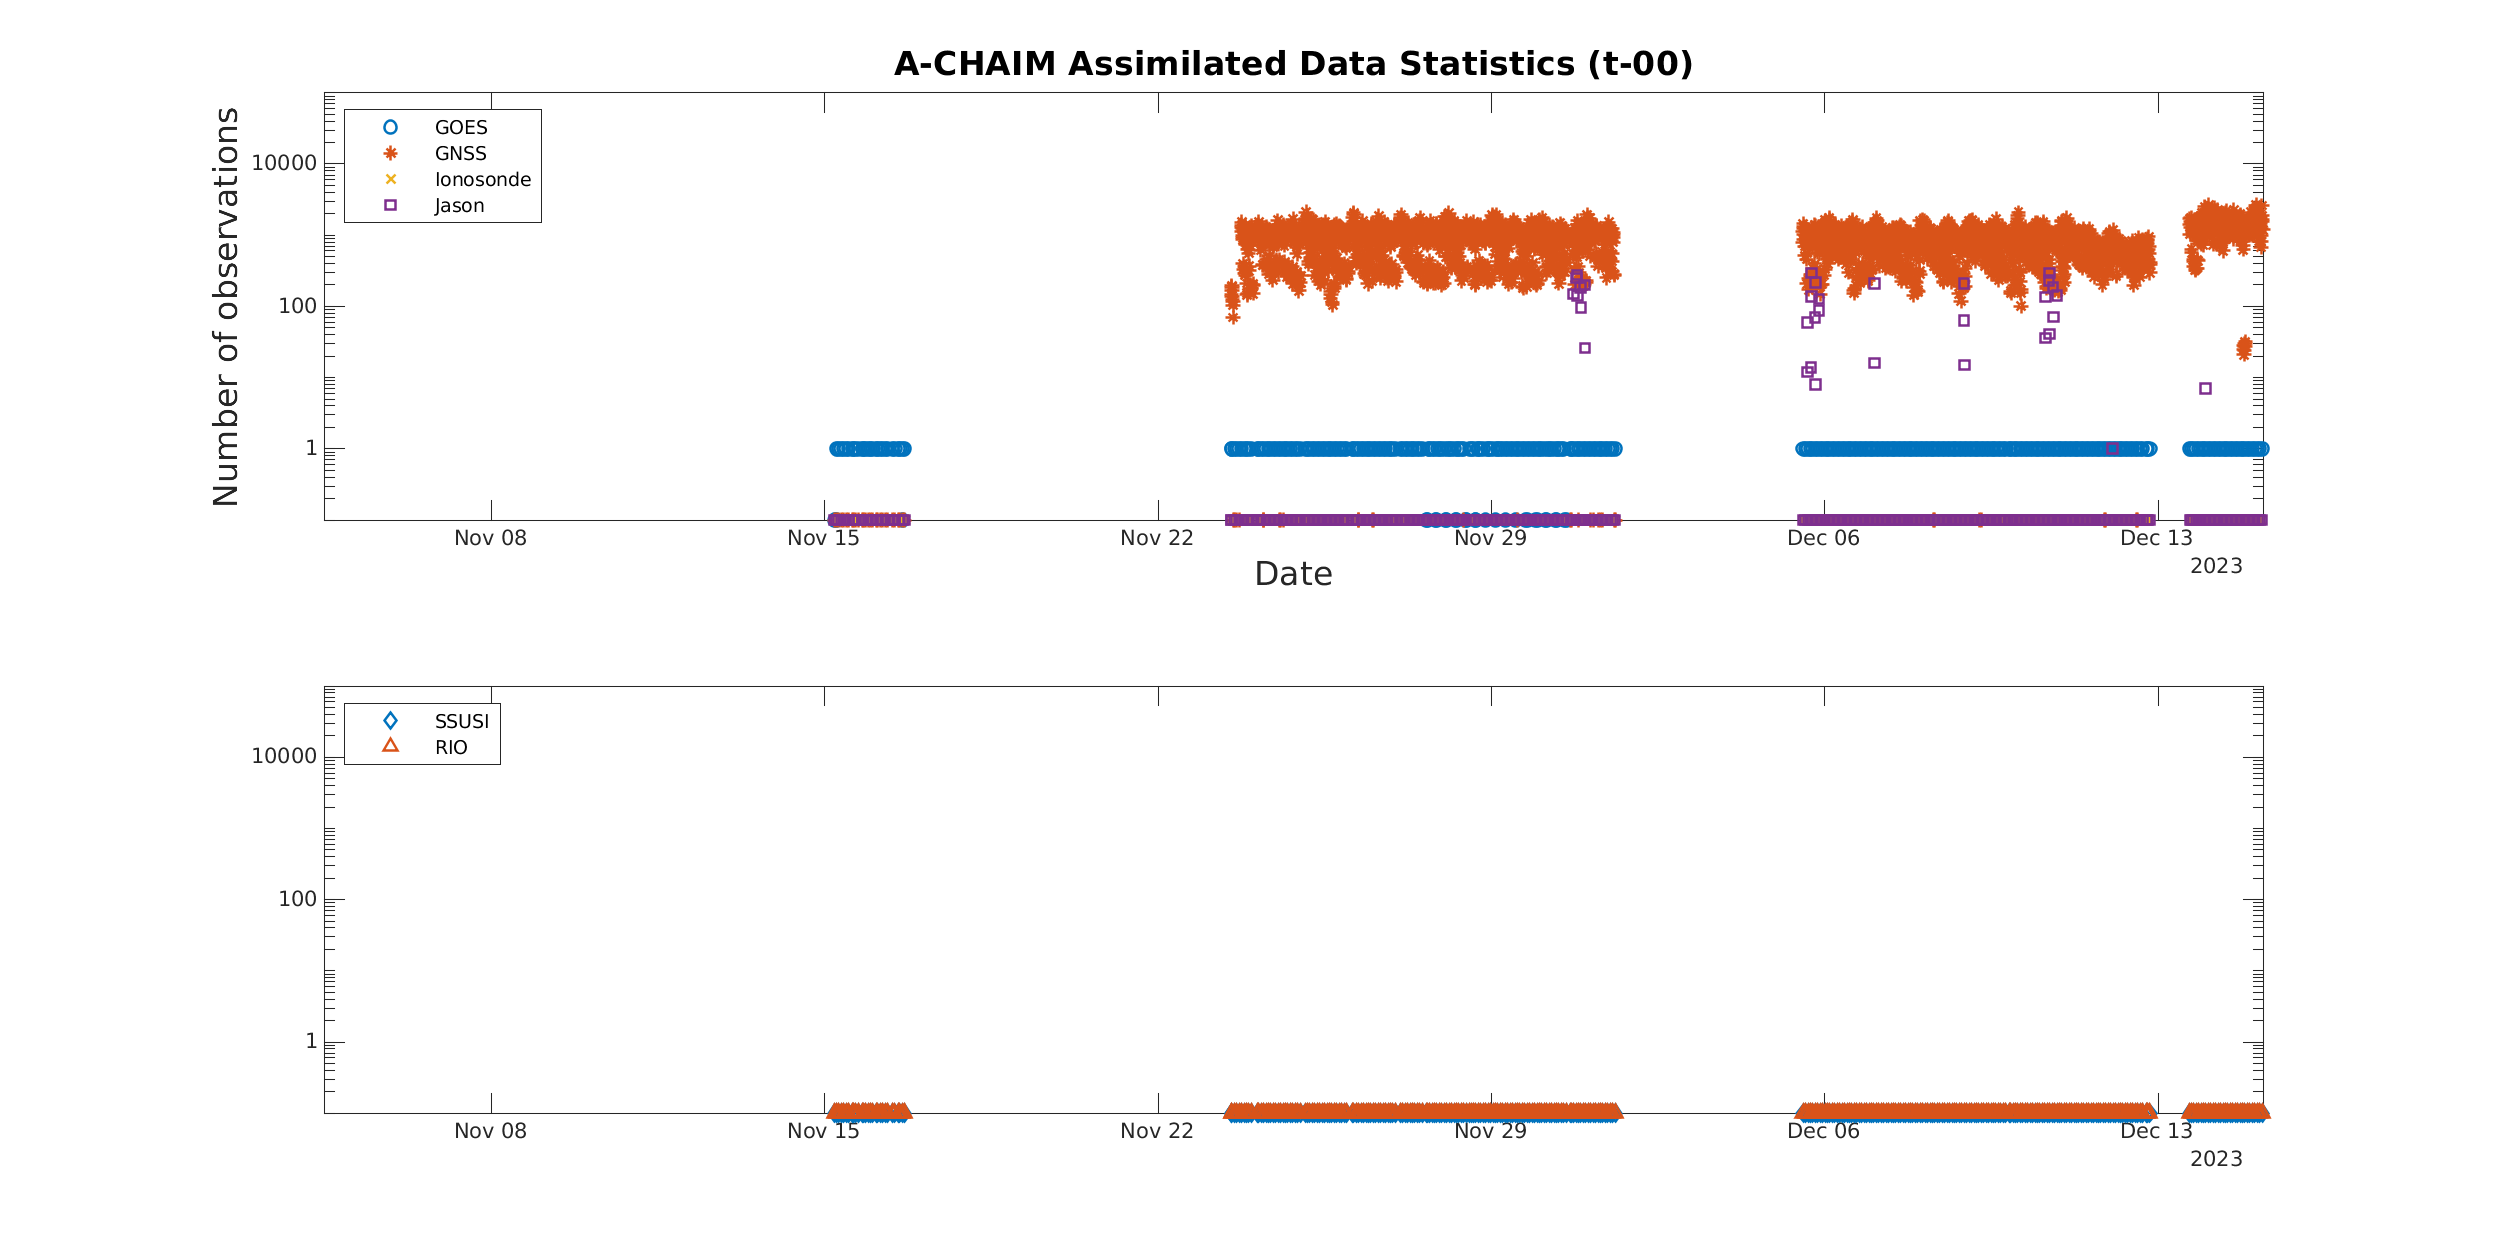 A-CHAIM Assimilated Data Statistics (t-00)
Number of observations
GOES
GNSS
Ionosonde
Jason
10000
100
1
Nov 08 Nov 15 Nov 22 Nov 29 Dec 06 Dec 13
2023
Date
SSUSI
RIO
10000
100
1
Nov 08 Nov 15 Nov 22 Nov 29 Dec 06 Dec 13
2023